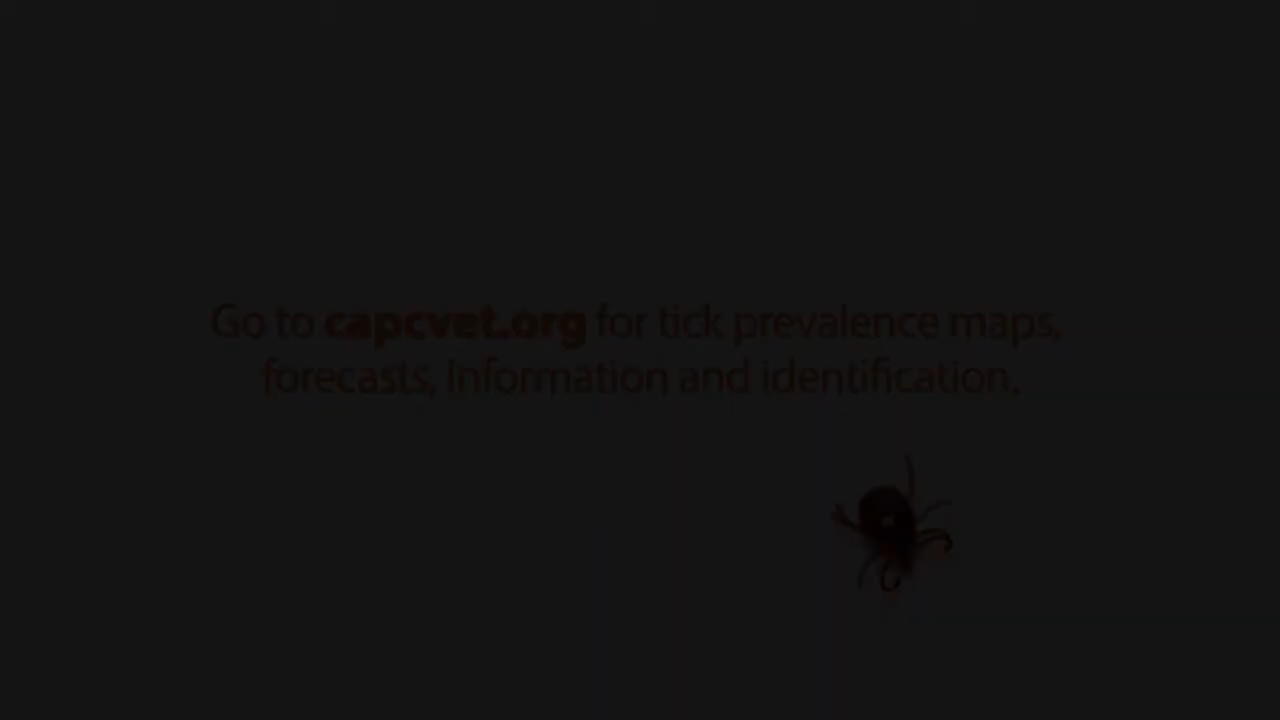 Go to capcvet.org for tick prevalence maps,
forecasts, information and identification.